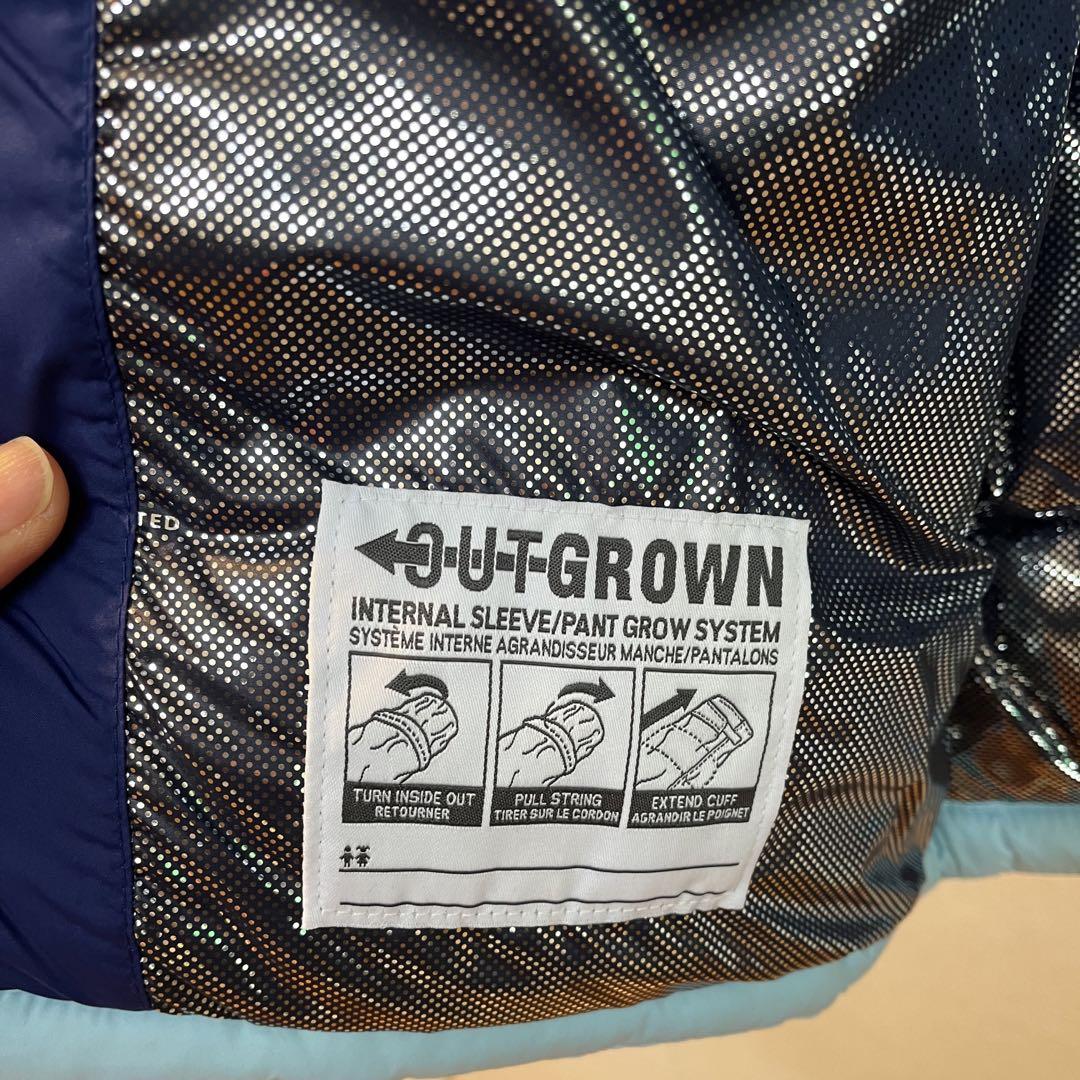 TED
OUTGROWN
INTERNAL SLEEVE/PANT GROW SYSTEM
SYSTÈME INTERNE AGRANDISSEUR MANCHE/PANTALONS
TURN INSIDE OUT
RETOURNER
PULL STRING
TIRER SUR LE CORDON
EXTEND CUFF
AGRANDIR LE POIGNET